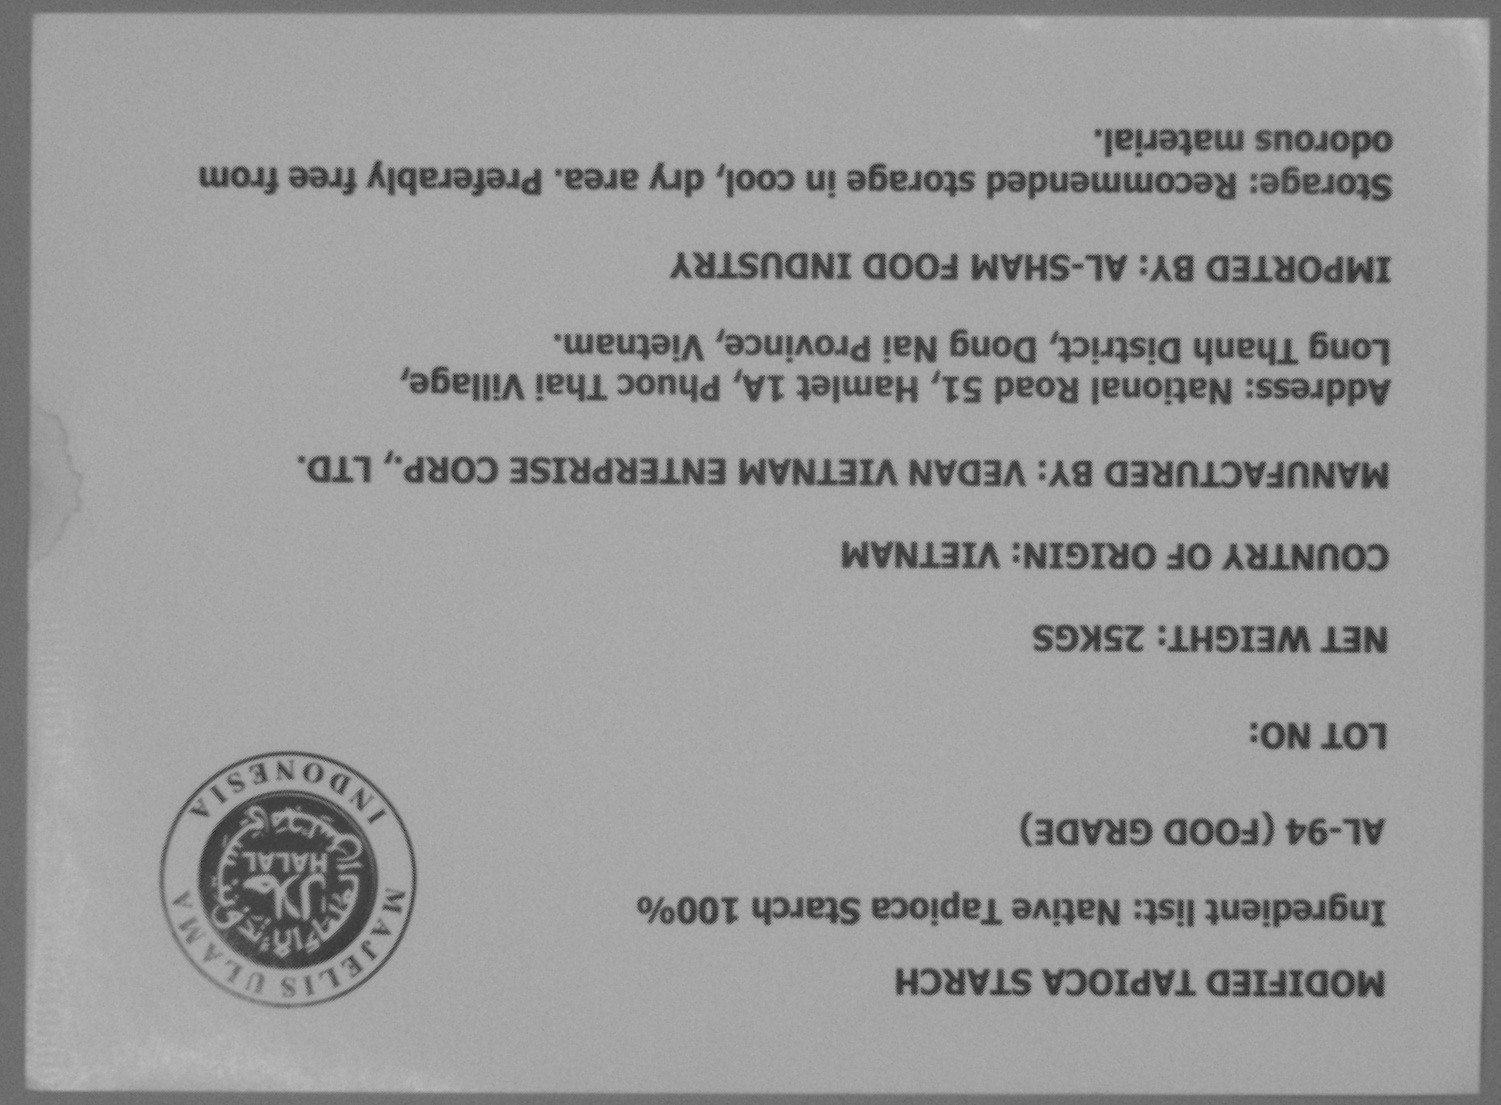 MODIFIED TAPIOCA STARCH
Ingredient list: Native Tapioca Starch 100%
AL-94 (FOOD GRADE)
LOT NO:
NET WEIGHT: 25KGS
COUNTRY OF ORIGIN: VIETNAM
MANUFACTURED BY: VEDAN VIETNAM ENTERPRISE CORP., LTD.
Address: National Road 51, Hamlet 1A, Phuoc Thai Village,
Long Thanh District, Dong Nai Province, Vietnam.
IMPORTED BY: AL-SHAM FOOD INDUSTRY
Storage: Recommended storage in cool, dry area. Preferably free from
odorous material.
MAJELIS ULAMA
حلال
HALAL
INDONESIA